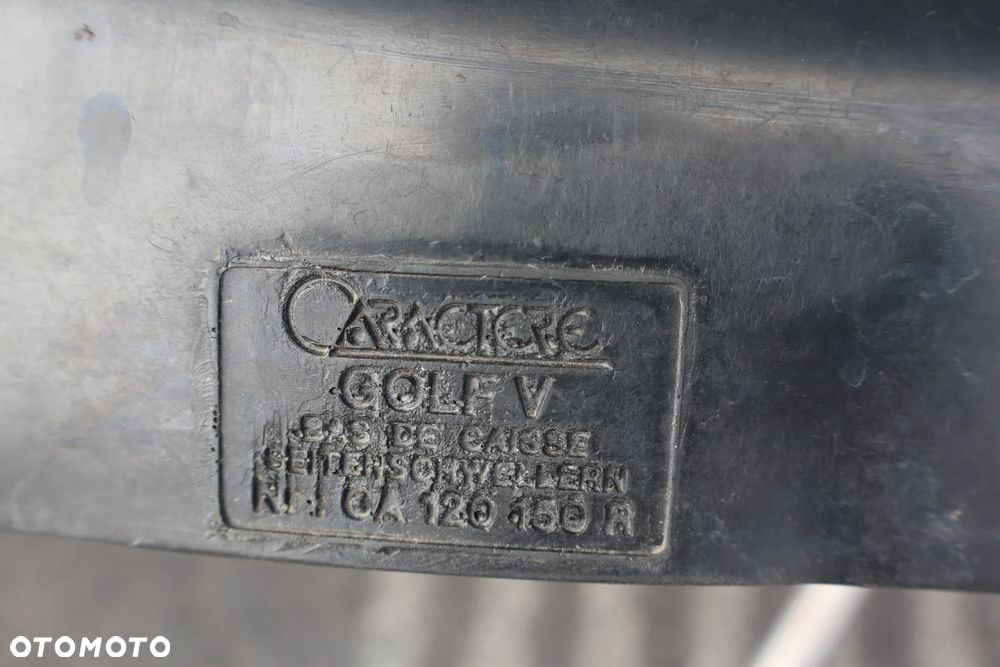 CARACTERE
GOLF V
BAS DE CAISSE
SEITENSCHWELLERN
CA 120 150 R
OTOMOTO